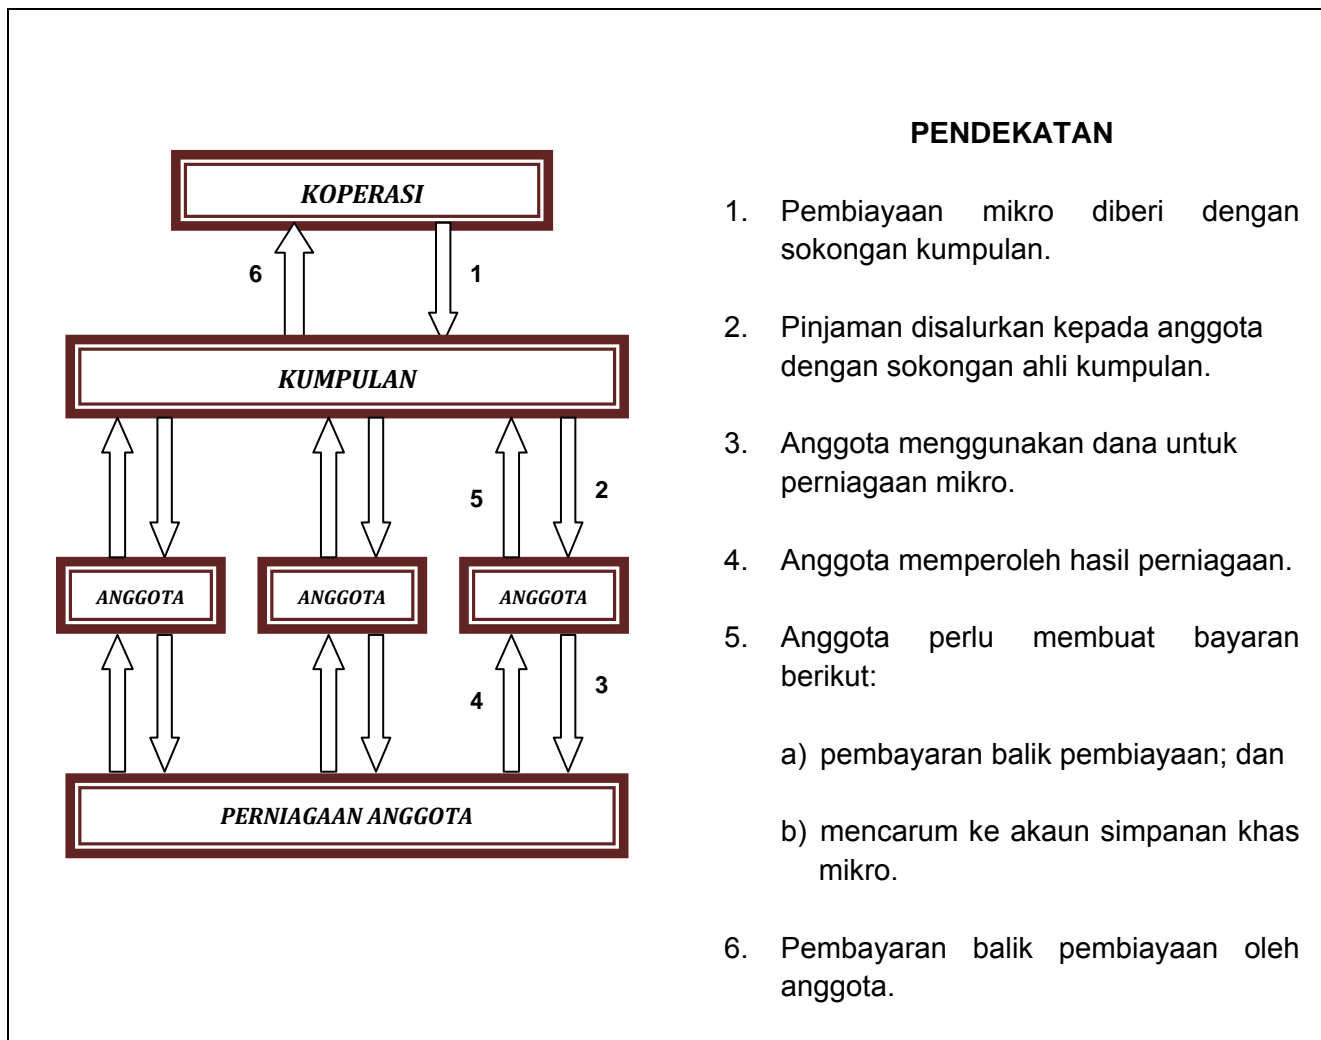 KOPERASI
6
1
KUMPULAN
5
2
ANGGOTA
ANGGOTA
ANGGOTA
4
3
PERNIAGAAN ANGGOTA
PENDEKATAN
1. Pembiayaan mikro diberi dengan
sokongan kumpulan.
2. Pinjaman disalurkan kepada anggota
dengan sokongan ahli kumpulan.
3. Anggota menggunakan dana untuk
perniagaan mikro.
4. Anggota memperoleh hasil perniagaan.
5. Anggota perlu membuat bayaran
berikut:
a) pembayaran balik pembiayaan; dan
b) mencarum ke akaun simpanan khas
mikro.
6. Pembayaran balik pembiayaan oleh
anggota.